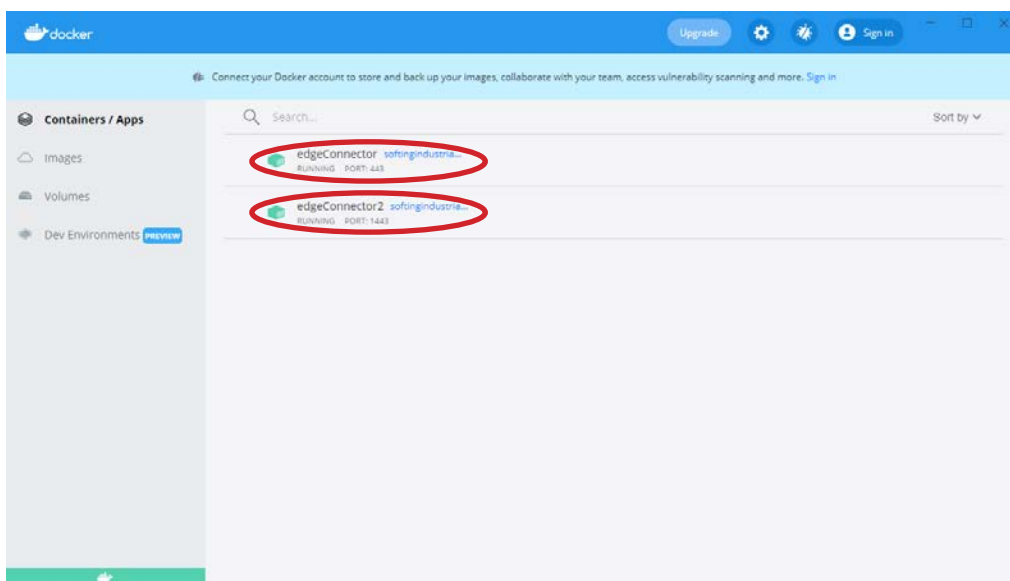 docker
Upgrade
Sign in
Connect your Docker account to store and back up your images, collaborate with your team, access vulnerability scanning and more. Sign in
Containers / Apps
Images
Volumes
Dev Environments PREVIEW
Search...
Sort by
edgeConnector softingindustria...
RUNNING PORT: 443
edgeConnector2 softingindustria...
RUNNING PORT: 1443